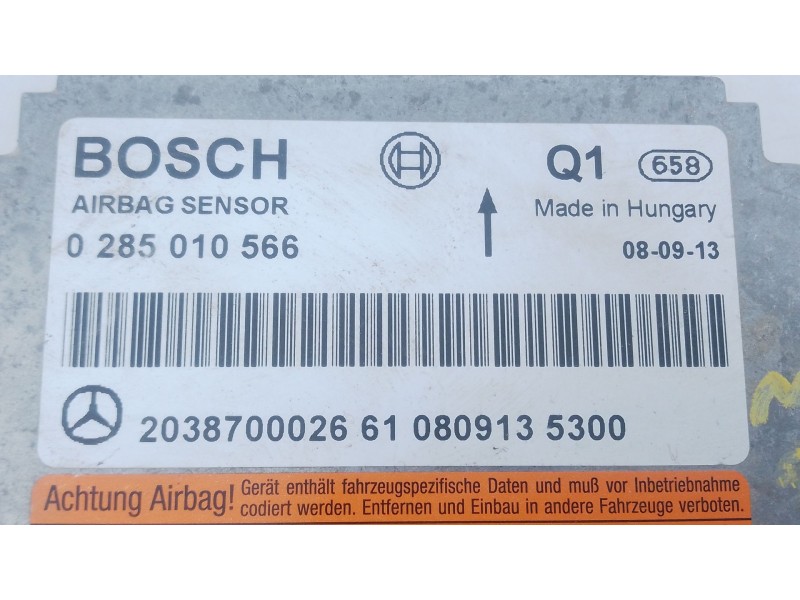 BOSCH Q1 658
AIRBAG SENSOR Made in Hungary
0 285 010 566 08-09-13
2038700026 61 080913 5300
Achtung Airbag! Gerät enthält fahrzeugspezifische Daten und muß vor Inbetriebnahme
codiert werden. Entfernen und Einbau in andere Fahrzeuge verboten.